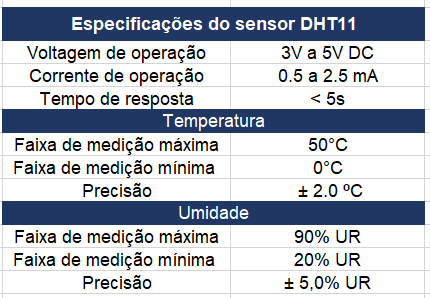 Especificações do sensor DHT11
Voltagem de operação 3V a 5V DC
Corrente de operação 0.5 a 2.5 mA
Tempo de resposta < 5s
Temperatura
Faixa de medição máxima 50°C
Faixa de medição mínima 0°C
Precisão ± 2.0 ºC
Umidade
Faixa de medição máxima 90% UR
Faixa de medição mínima 20% UR
Precisão ± 5,0% UR